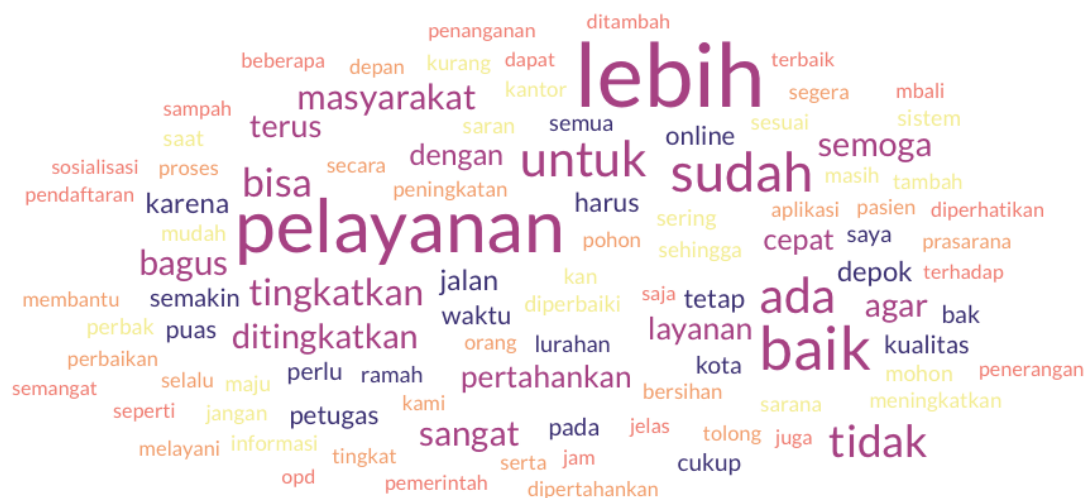 ditambah
penanganan
lebih
beberapa
depan
kurang
dapat
terbaik
masyarakat
kantor
segera
mbali
sampah
terus
saran
semua
online
sesuai
sistem
saat
dengan
untuk
sudah
semoga
sosialisasi
proses
secara
bisa
peningkatan
masih
tambah
pendaftaran
karena
pelayanan
harus
sering
aplikasi
pasien
diperhatikan
mudah
pohon
sehingga
cepat
saya
prasarana
bagus
jalan
kan
depok
terhadap
membantu
semakin
tingkatkan
diperbaiki
saja
tetap
ada
agar
bak
perbak
puas
ditingkatkan
waktu
orang
lurahan
layanan
baik
kualitas
perbaikan
perlu
ramah
pertahankan
kota
mohon
penerangan
semangat
selalu
maju
bersihan
sarana
meningkatkan
seperti
jangan
petugas
kami
sangat
pada
jelas
tolong
juga
tidak
melayani
informasi
tingkat
serta
jam
cukup
opd
pemerintah
dipertahankan